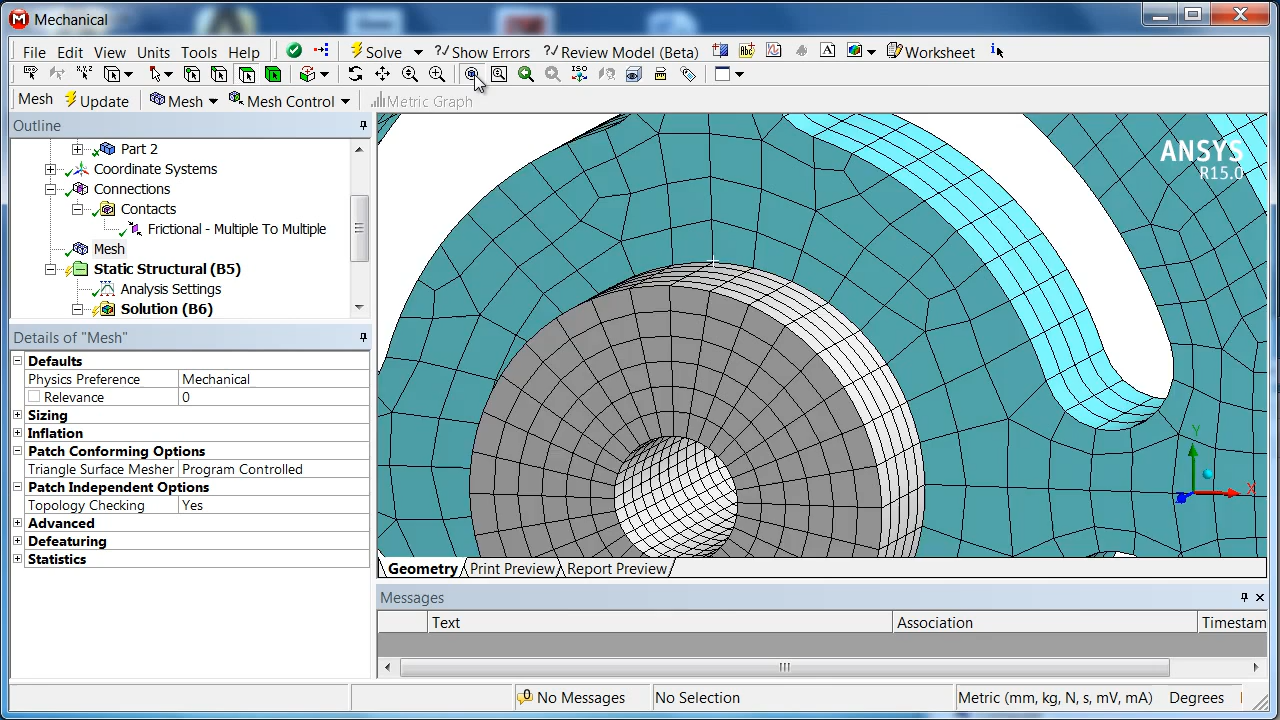 Mechanical
File Edit View Units Tools Help Solve Show Errors Review Model (Beta) Worksheet
Mesh Update Mesh Mesh Control Metric Graph
Outline
Part 2
Coordinate Systems
Connections
Contacts
Frictional - Multiple To Multiple
Mesh
Static Structural (B5)
Analysis Settings
Solution (B6)
Details of "Mesh"
Defaults
Physics Preference Mechanical
Relevance 0
Sizing
Inflation
Patch Conforming Options
Triangle Surface Mesher Program Controlled
Patch Independent Options
Topology Checking Yes
Advanced
Defeaturing
Statistics
ANSYS
R15.0
Y
X
Geometry Print Preview Report Preview
Messages
Text Association Timestam
No Messages No Selection Metric (mm, kg, N, s, mV, mA) Degrees